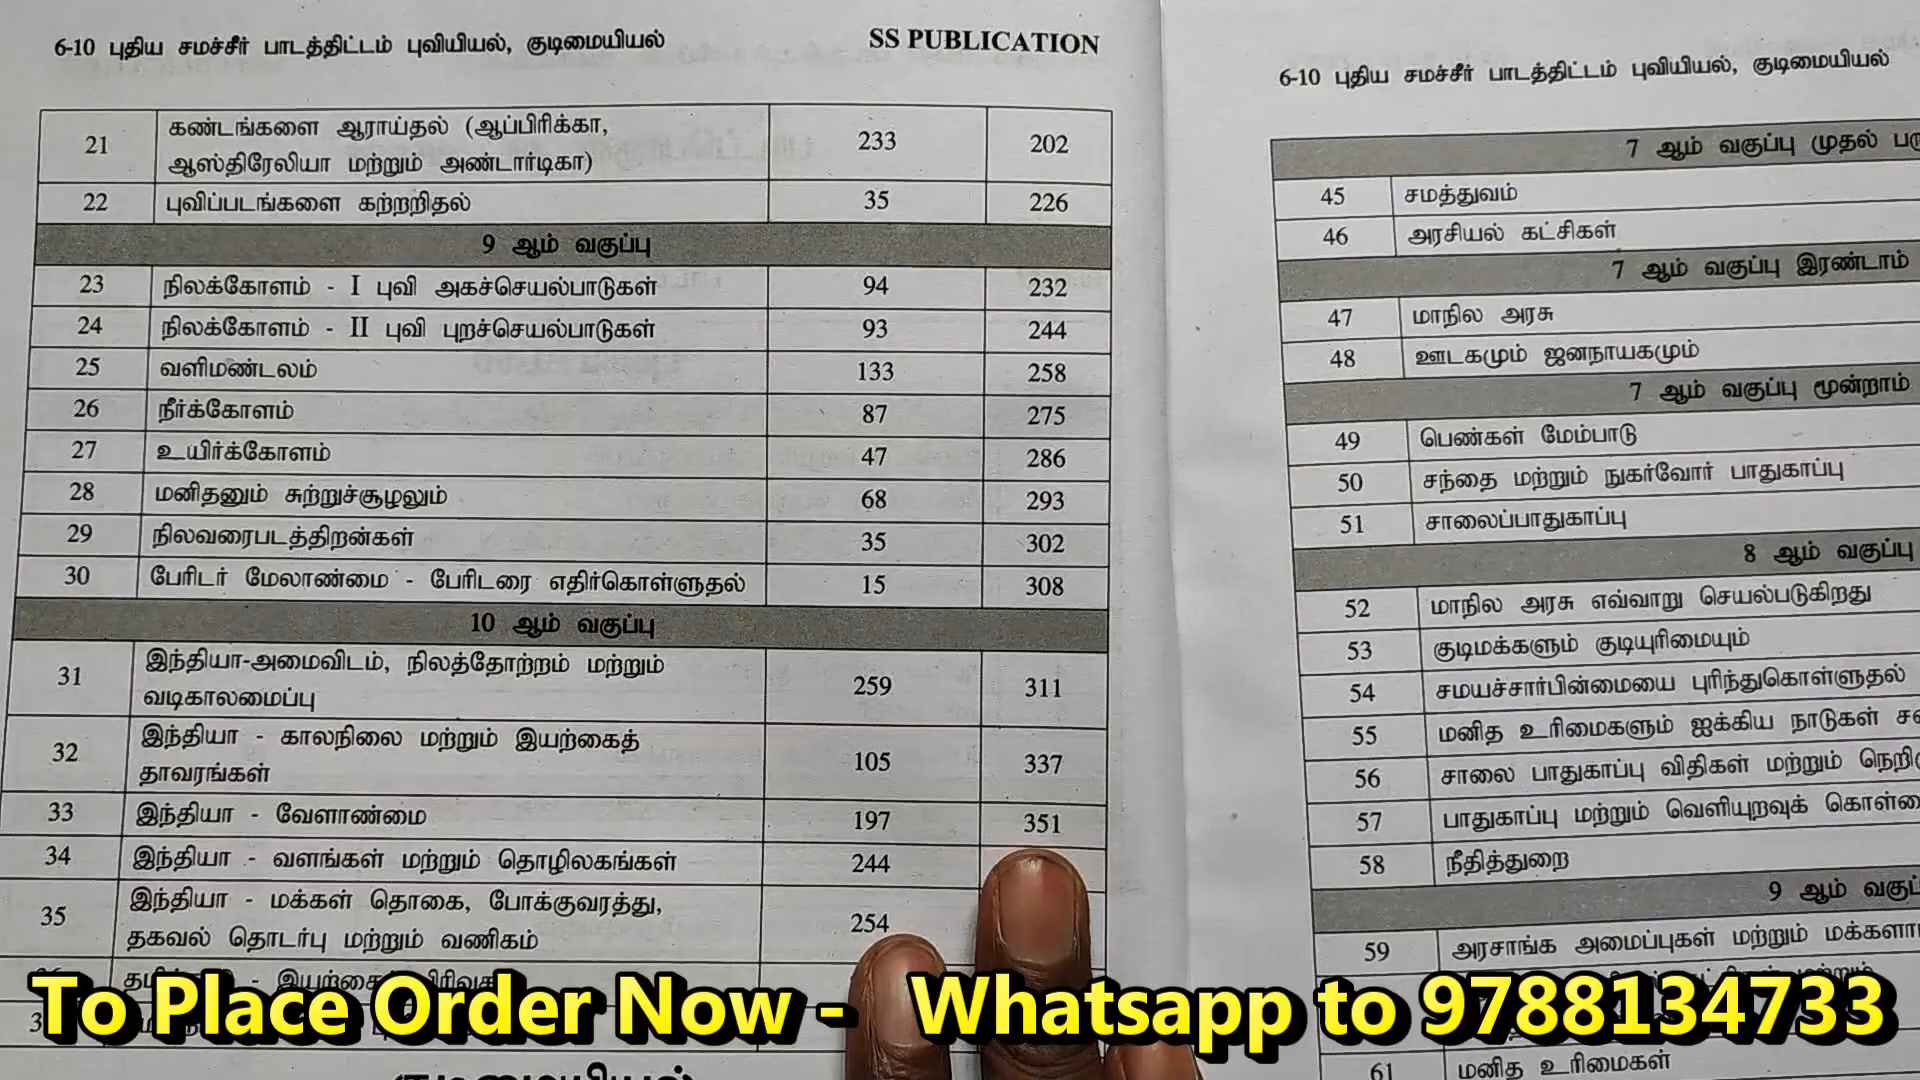 6-10 புதிய சமச்சீர் பாடத்திட்டம் புவியியல், குடிமையியல் SS PUBLICATION
21 கண்டங்களை ஆராய்தல் (ஆப்பிரிக்கா, ஆஸ்திரேலியா மற்றும் அண்டார்டிகா) 233 202
22 புவிப்படங்களை கற்றறிதல் 35 226
9 ஆம் வகுப்பு
23 நிலக்கோளம் - I புவி அகச்செயல்பாடுகள் 94 232
24 நிலக்கோளம் - II புவி புறச்செயல்பாடுகள் 93 244
25 வளிமண்டலம் 133 258
26 நீர்க்கோளம் 87 275
27 உயிர்க்கோளம் 47 286
28 மனிதனும் சுற்றுச்சூழலும் 68 293
29 நிலவரைபடத்திறன்கள் 35 302
30 பேரிடர் மேலாண்மை - பேரிடரை எதிர்கொள்ளுதல் 15 308
10 ஆம் வகுப்பு
31 இந்தியா-அமைவிடம், நிலத்தோற்றம் மற்றும் வடிகாலமைப்பு 259 311
32 இந்தியா - காலநிலை மற்றும் இயற்கைத் தாவரங்கள் 105 337
33 இந்தியா - வேளாண்மை 197 351
34 இந்தியா - வளங்கள் மற்றும் தொழிலகங்கள் 244
35 இந்தியா - மக்கள் தொகை, போக்குவரத்து, தகவல் தொடர்பு மற்றும் வணிகம் 254
6-10 புதிய சமச்சீர் பாடத்திட்டம் புவியியல், குடிமையியல்
7 ஆம் வகுப்பு முதல்
45 சமத்துவம்
46 அரசியல் கட்சிகள்
7 ஆம் வகுப்பு இரண்டாம்
47 மாநில அரசு
48 ஊடகமும் ஜனநாயகமும்
7 ஆம் வகுப்பு மூன்றாம்
49 பெண்கள் மேம்பாடு
50 சந்தை மற்றும் நுகர்வோர் பாதுகாப்பு
51 சாலைப்பாதுகாப்பு
8 ஆம் வகுப்பு
52 மாநில அரசு எவ்வாறு செயல்படுகிறது
53 குடிமக்களும் குடியுரிமையும்
54 சமயச்சார்பின்மையை புரிந்துகொள்ளுதல்
55 மனித உரிமைகளும் ஐக்கிய நாடுகள்
56 சாலை பாதுகாப்பு விதிகள் மற்றும்
57 பாதுகாப்பு மற்றும் வெளியுறவுக்
58 நீதித்துறை
9 ஆம்
59 அரசாங்க அமைப்புகள் மற்றும்
61 மனித உரிமைகள்
To Place Order Now - Whatsapp to 9788134733